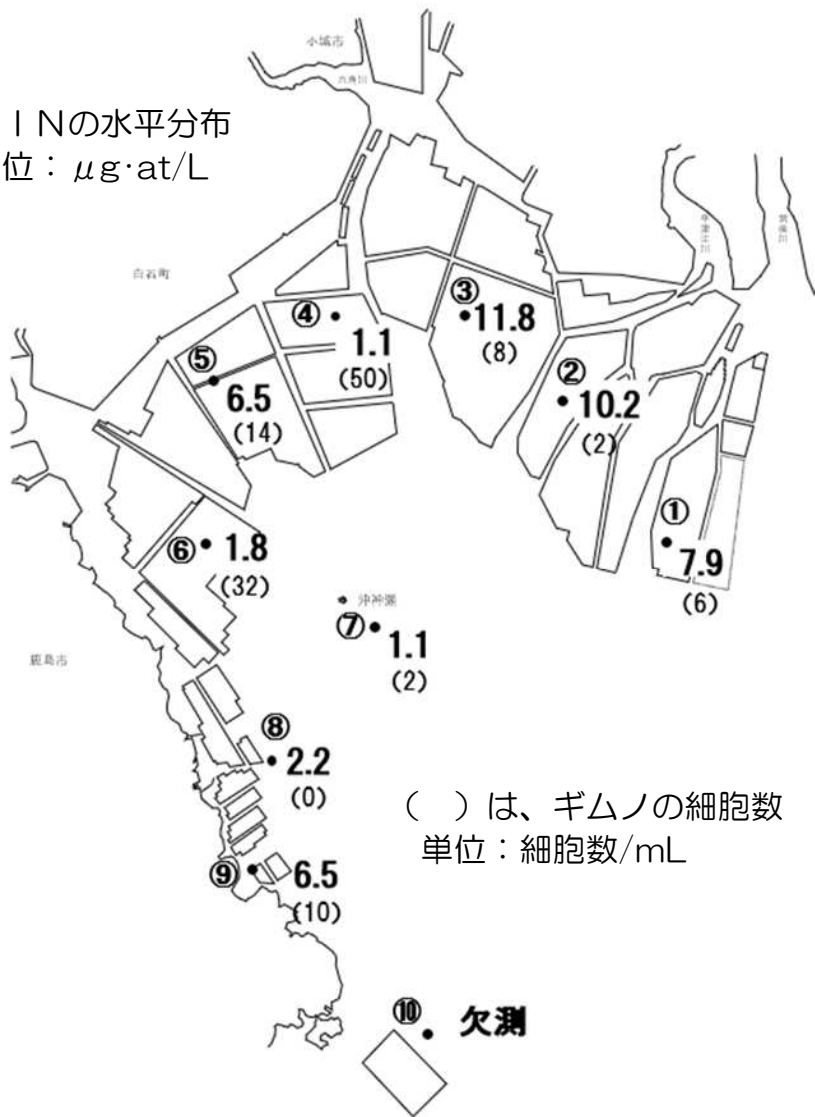 小城市
六角川
ＩＮの水平分布
位：μg·at/L
早津江川
筑後川
白石町
③
11.8
(8)
④
1.1
(50)
⑤
6.5
(14)
②
10.2
(2)
①
7.9
(6)
⑥
1.8
(32)
沖神瀬
⑦
1.1
(2)
鹿島市
⑧
2.2
(0)
（　）は、ギムノの細胞数
単位：細胞数/mL
⑨
6.5
(10)
⑩
欠測